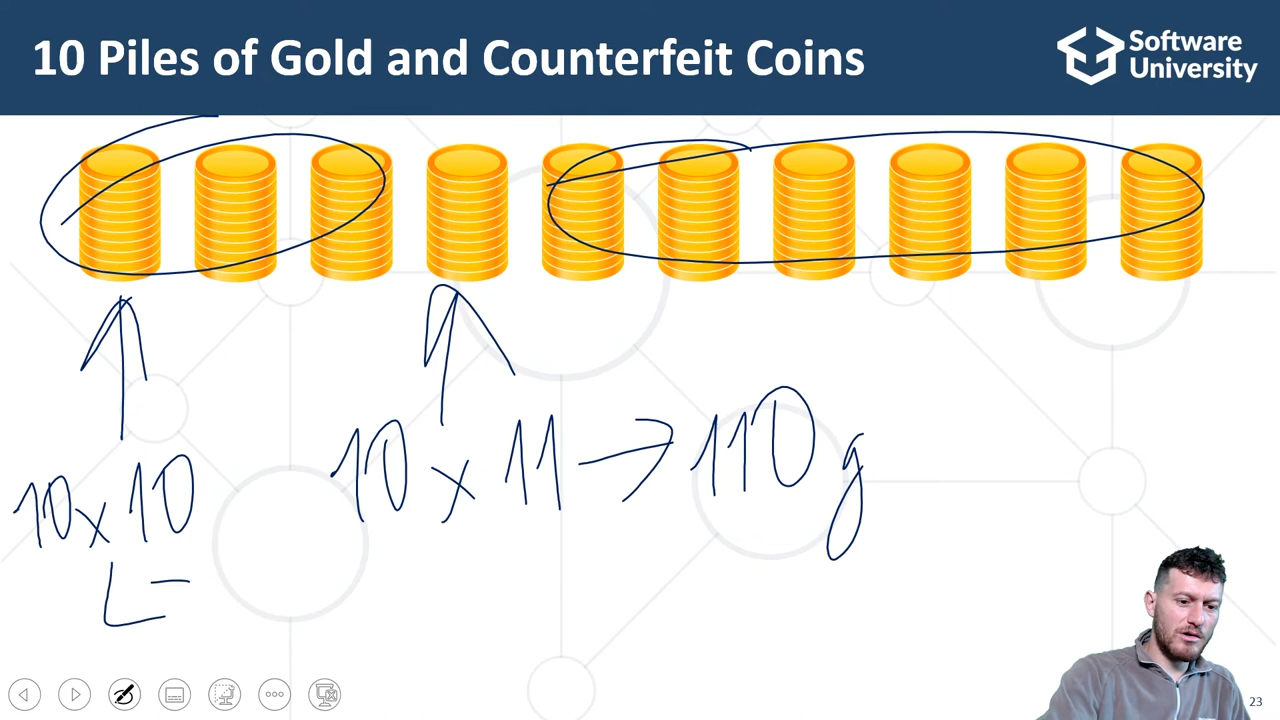 10 Piles of Gold and Counterfeit Coins
Software
University
10 x 11 → 110 g
10 x 10
23